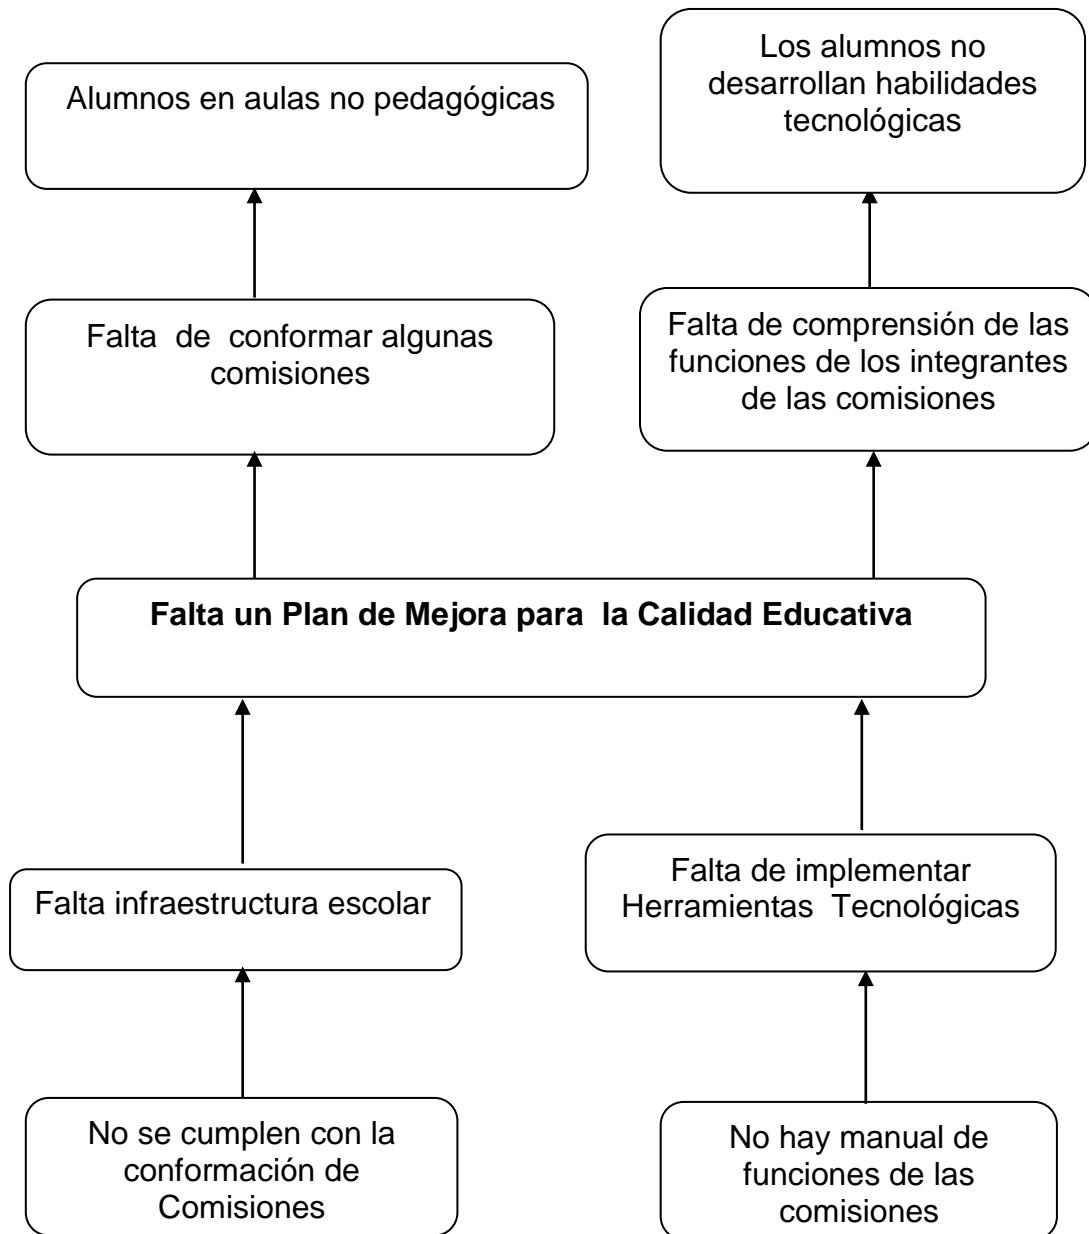 Alumnos en aulas no pedagógicas
Los alumnos no
desarrollan habilidades
tecnológicas
Falta de conformar algunas
comisiones
Falta de comprensión de las
funciones de los integrantes
de las comisiones
Falta un Plan de Mejora para la Calidad Educativa
Falta infraestructura escolar
Falta de implementar
Herramientas Tecnológicas
No se cumplen con la
conformación de
Comisiones
No hay manual de
funciones de las
comisiones